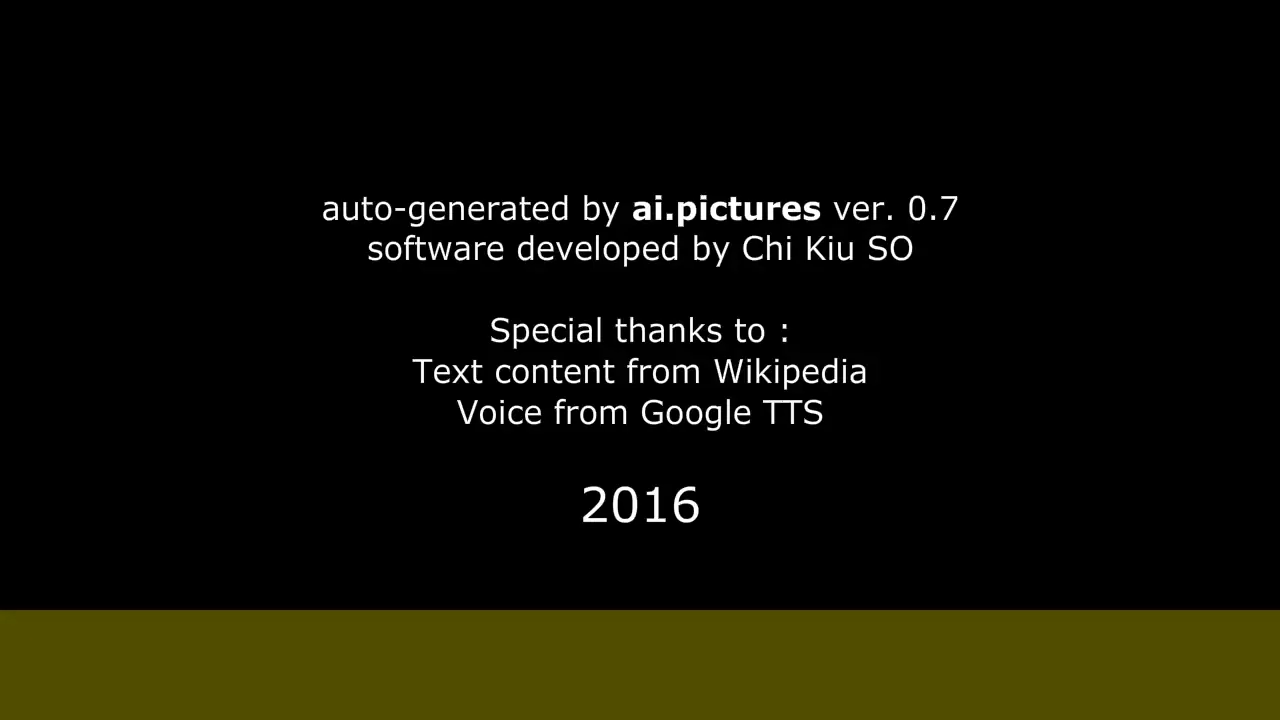 auto-generated by ai.pictures ver. 0.7
software developed by Chi Kiu SO
Special thanks to :
Text content from Wikipedia
Voice from Google TTS
2016